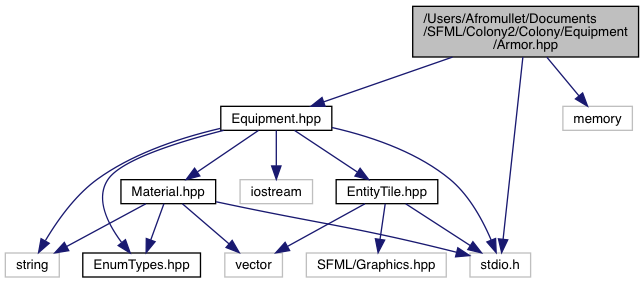 /Users/Afromullet/Documents
/SFML/Colony2/Colony/Equipment
/Armor.hpp
Equipment.hpp
memory
Material.hpp
iostream
EntityTile.hpp
string
EnumTypes.hpp
vector
SFML/Graphics.hpp
stdio.h